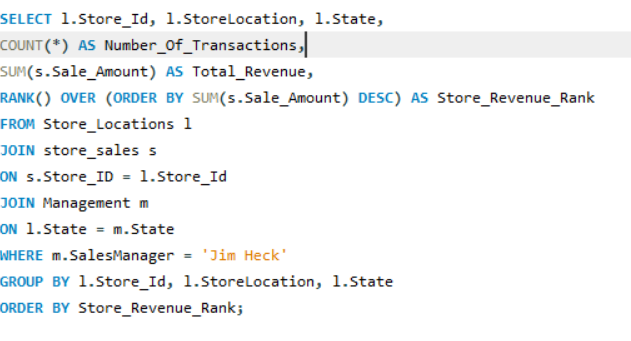 SELECT l.Store_Id, l.StoreLocation, l.State,
COUNT(*) AS Number_Of_Transactions,
SUM(s.Sale_Amount) AS Total_Revenue,
RANK() OVER (ORDER BY SUM(s.Sale_Amount) DESC) AS Store_Revenue_Rank
FROM Store_Locations l
JOIN store_sales s
ON s.Store_ID = l.Store_Id
JOIN Management m
ON l.State = m.State
WHERE m.SalesManager = 'Jim Heck'
GROUP BY l.Store_Id, l.StoreLocation, l.State
ORDER BY Store_Revenue_Rank;